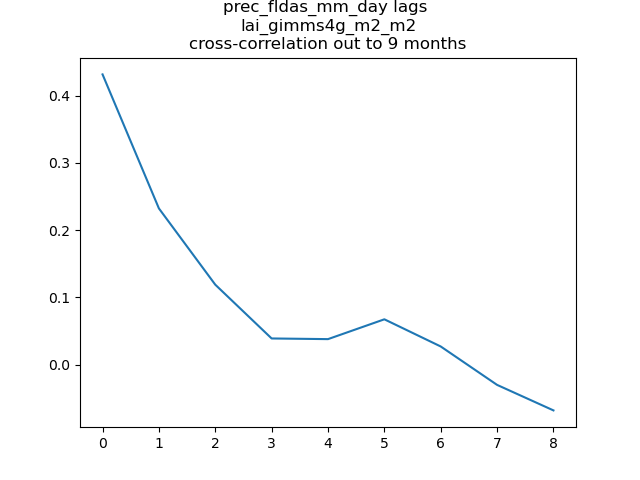 prec_fldas_mm_day lags
lai_gimms4g_m2_m2
cross-correlation out to 9 months
0.4
0.3
0.2
0.1
0.0
0 1 2 3 4 5 6 7 8